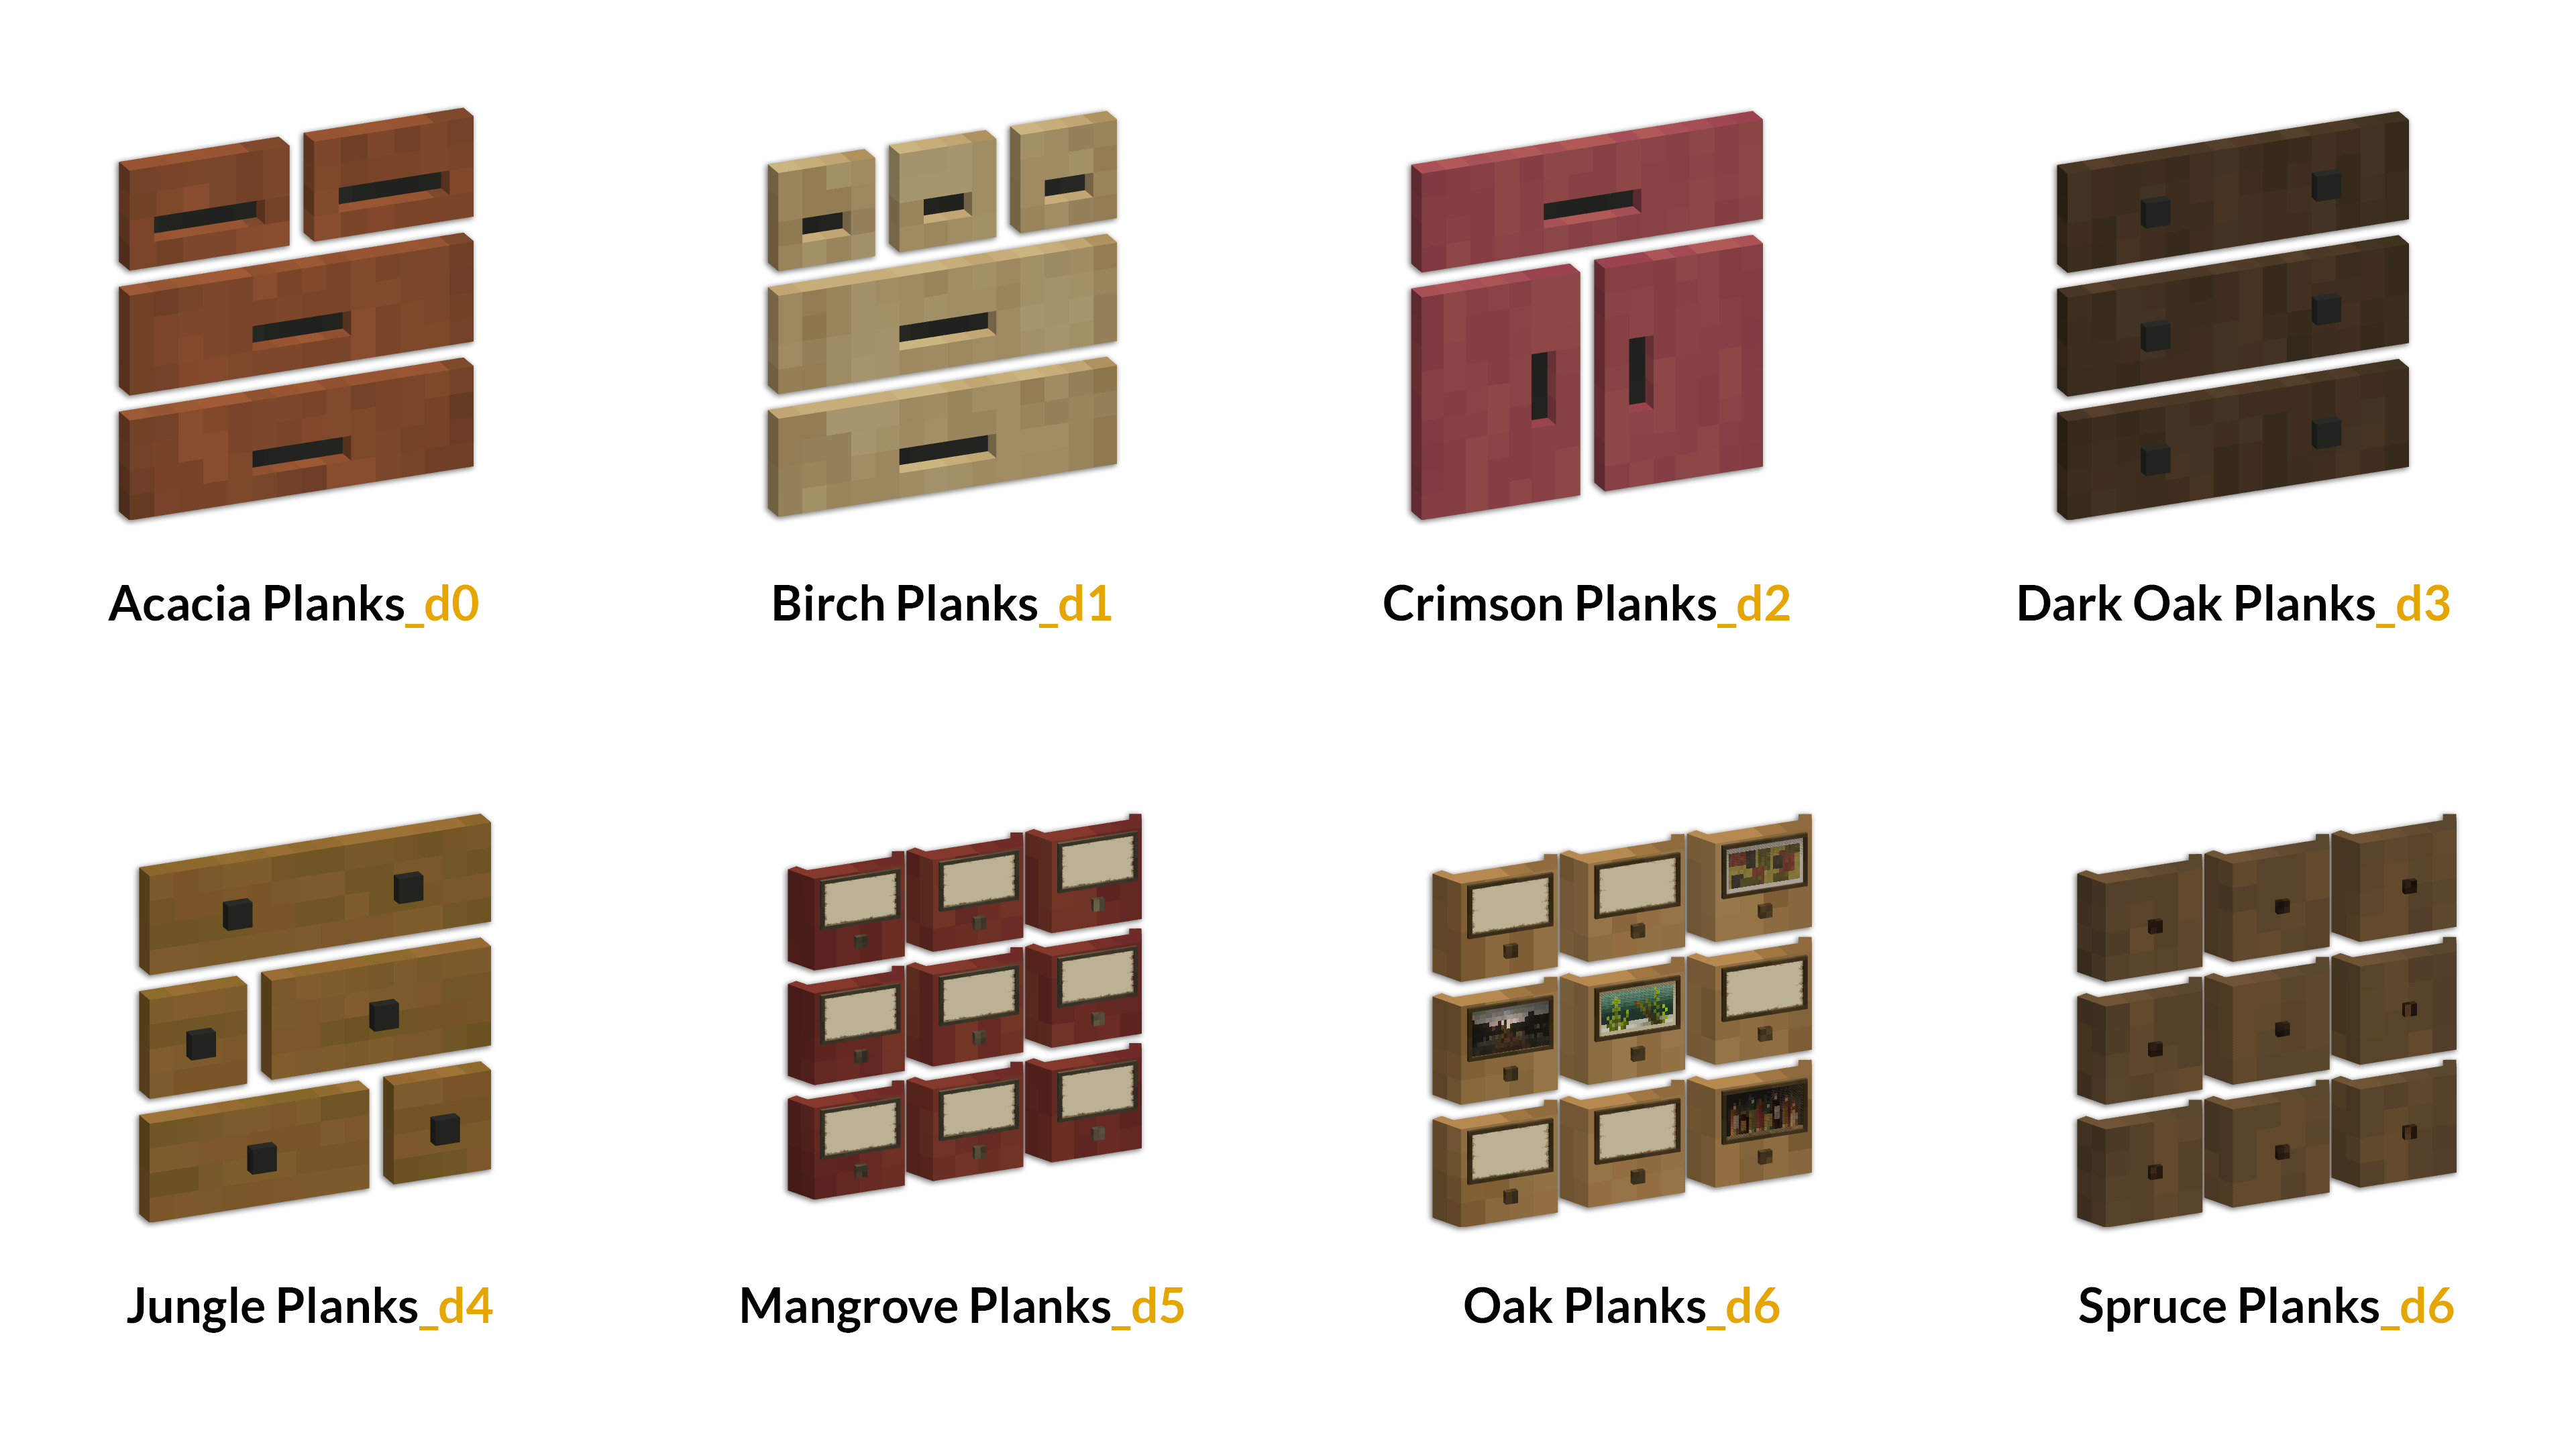 Acacia Planks_d0
Birch Planks_d1
Crimson Planks_d2
Dark Oak Planks_d3
Jungle Planks_d4
Mangrove Planks_d5
Oak Planks_d6
Spruce Planks_d6